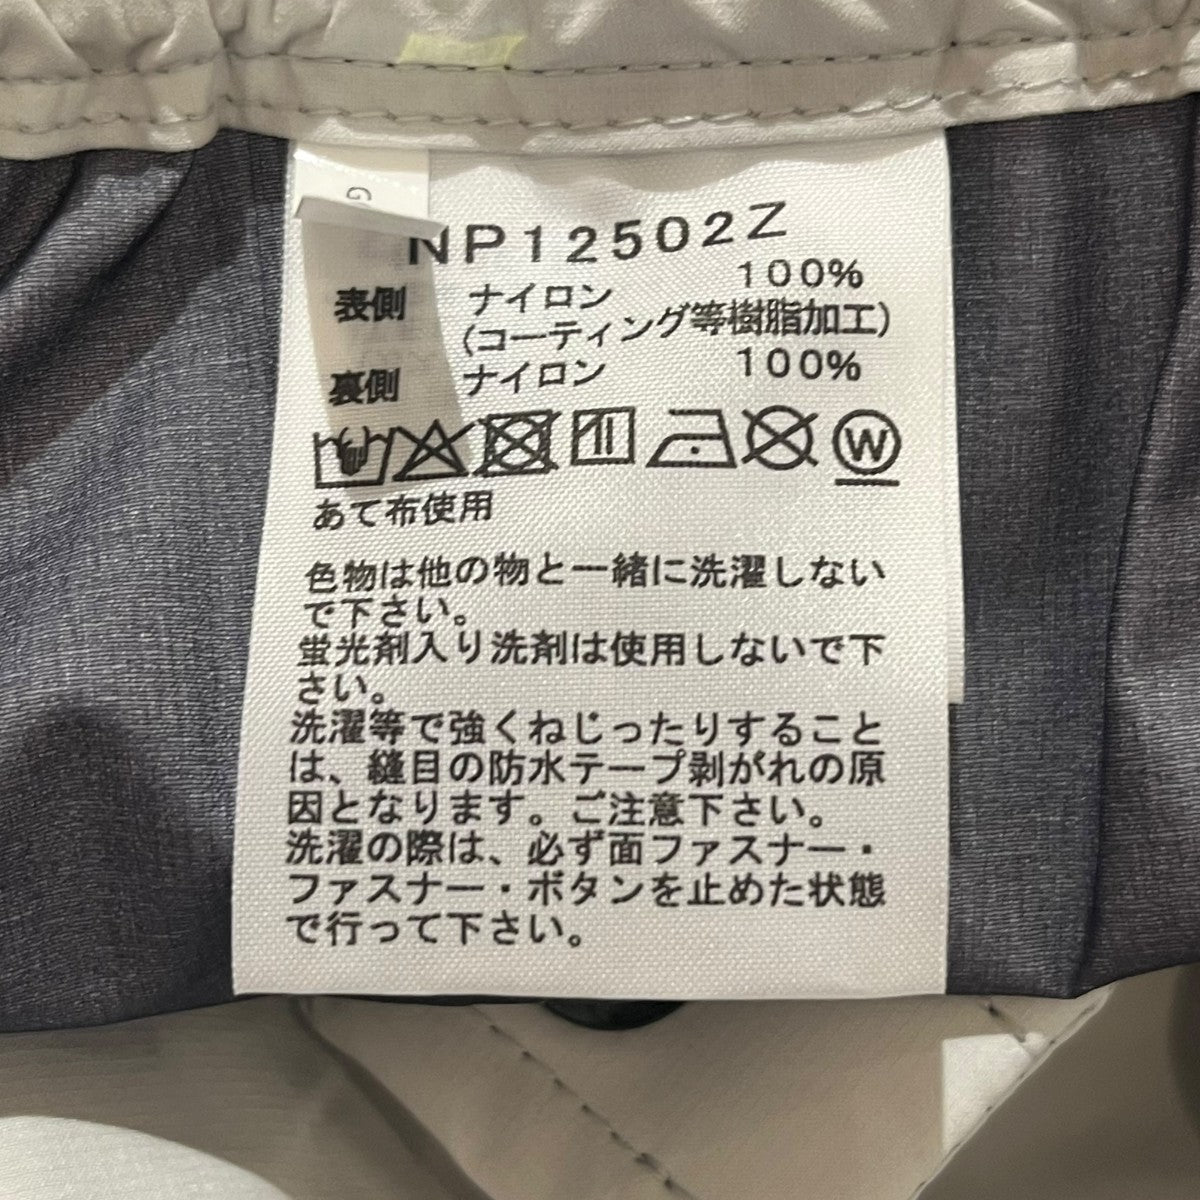 G
NP12502Z
表側 ナイロン 100%
(コーティング等樹脂加工)
裏側 ナイロン 100%
W
あて布使用
色物は他の物と一緒に洗濯しない
で下さい。
蛍光剤入り洗剤は使用しないで下
さい。
洗濯等で強くねじったりすること
は、縫目の防水テープ剥がれの原
因となります。ご注意下さい。
洗濯の際は、必ず面ファスナー・
ファスナー・ボタンを止めた状態
で行って下さい。